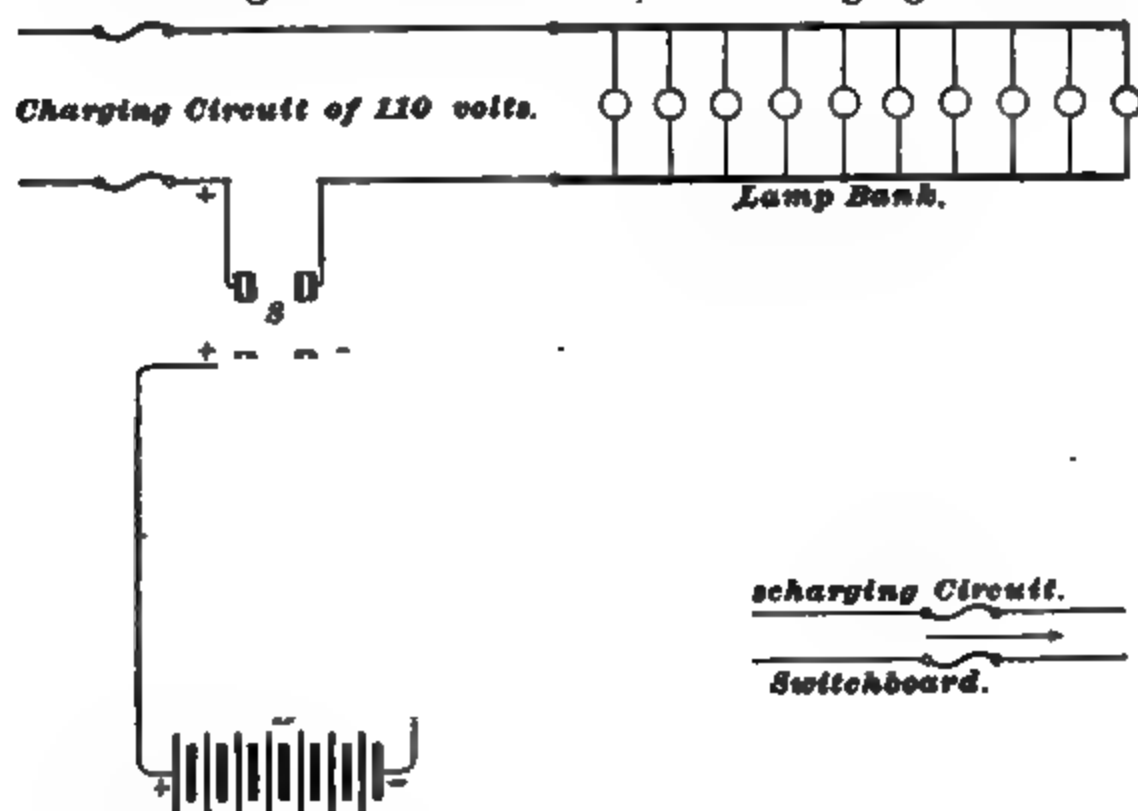 Charging Circuit of 110 volts.
+
Lamp Bank.
S
+ -
scharging Circuit.
Switchboard.
+ -